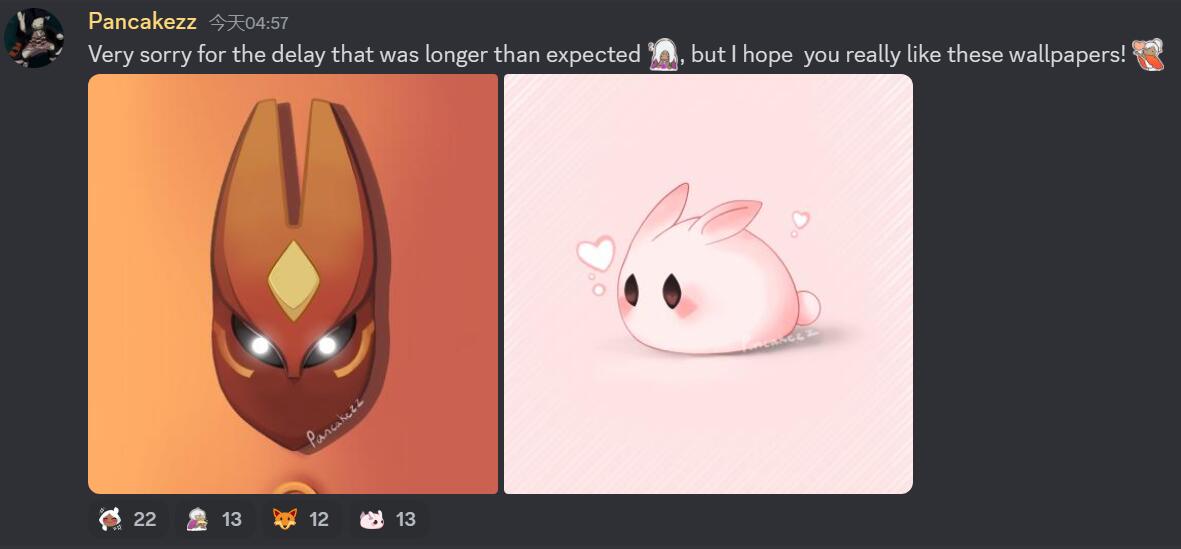 Pancakezz 今天04:57
Very sorry for the delay that was longer than expected , but I hope you really like these wallpapers!
Pancakezz
Pancakezz
22 13 12 13